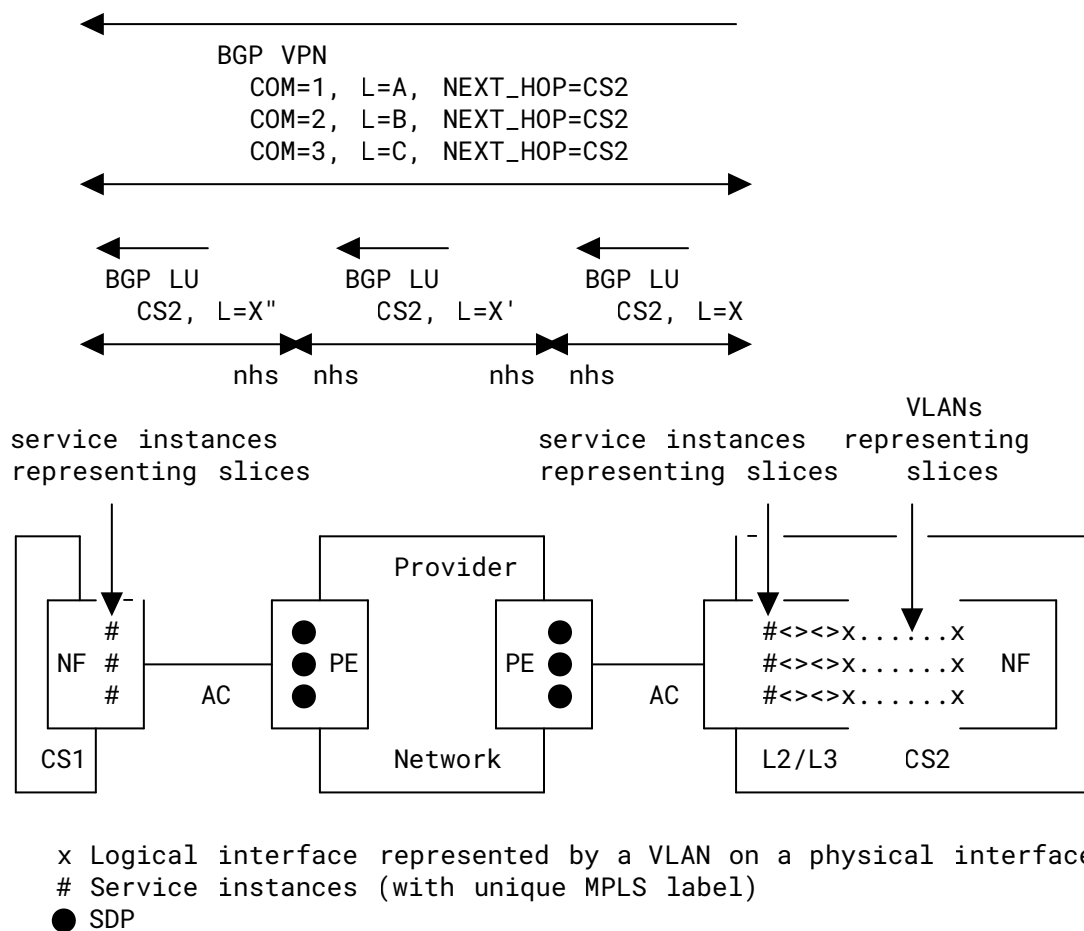 BGP VPN
COM=1, L=A, NEXT_HOP=CS2
COM=2, L=B, NEXT_HOP=CS2
COM=3, L=C, NEXT_HOP=CS2
BGP LU BGP LU BGP LU
CS2, L=X" CS2, L=X' CS2, L=X
nhs nhs nhs nhs
VLANs
service instances service instances representing
representing slices representing slices slices
Provider
# #<><>x......x
NF # PE PE #<><>x......x NF
# AC AC #<><>x......x
CS1 Network L2/L3 CS2
x Logical interface represented by a VLAN on a physical interface
# Service instances (with unique MPLS label)
● SDP